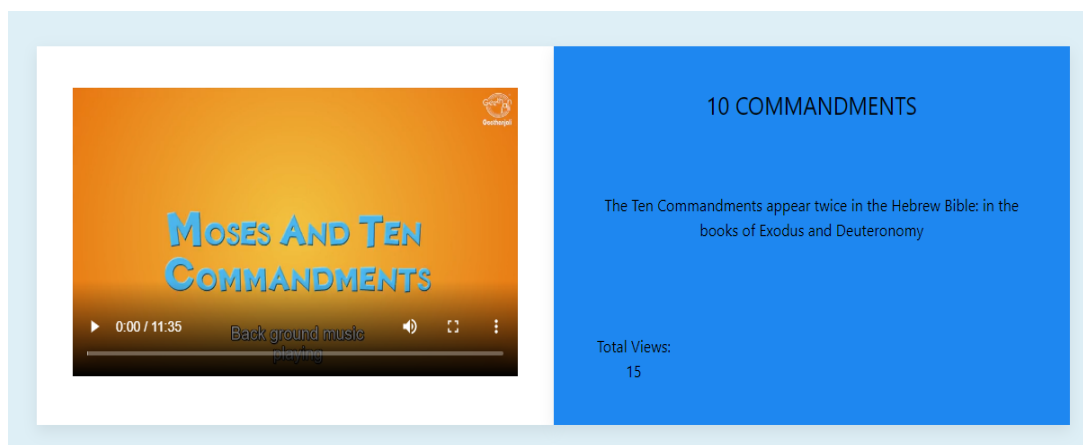 Geethanjali
MOSES AND TEN
COMMANDMENTS
0:00 / 11:35
Back ground music
playing
10 COMMANDMENTS
The Ten Commandments appear twice in the Hebrew Bible: in the
books of Exodus and Deuteronomy
Total Views:
15